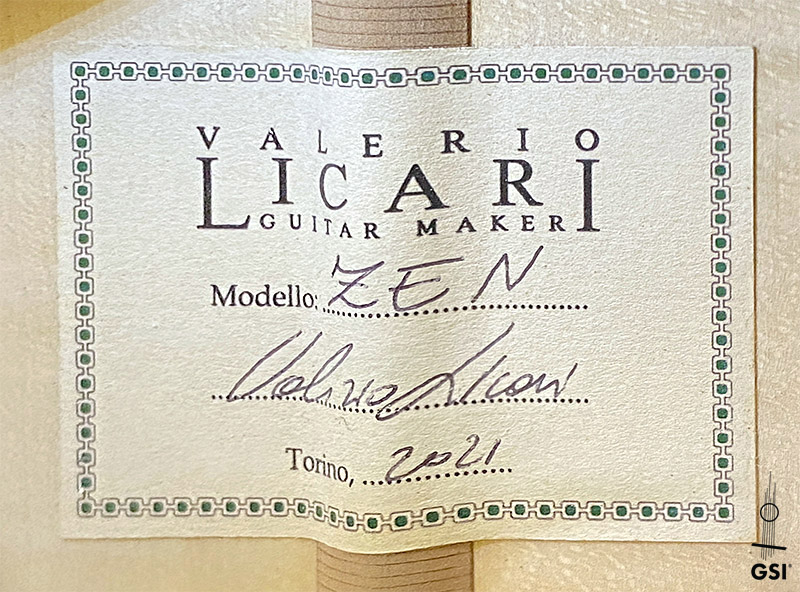 VALERIO
LICARI
GUITAR MAKER
Modello: ZEN
Valerio Licari
Torino, 2021
GSI